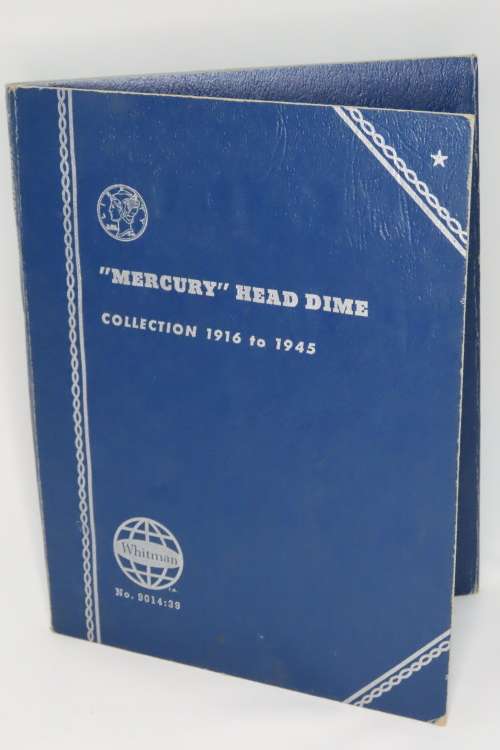 "MERCURY" HEAD DIME
COLLECTION 1916 to 1945
Whitman
No. 9014:39